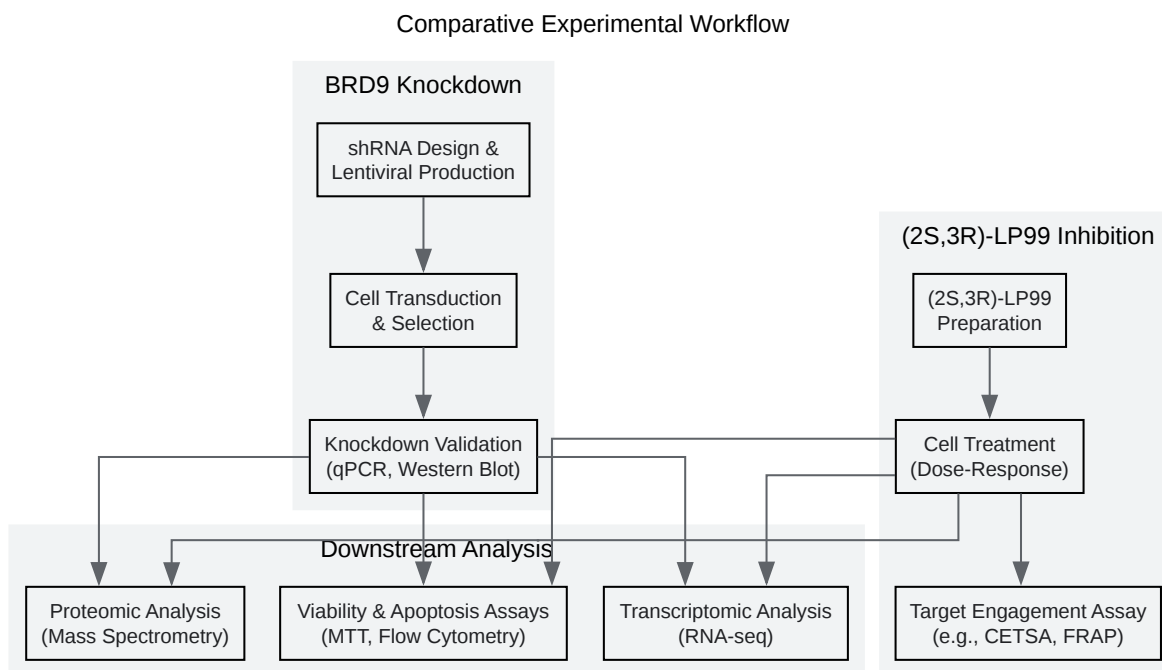 Comparative Experimental Workflow
BRD9 Knockdown
shRNA Design &
Lentiviral Production
(2S,3R)-LP99 Inhibition
Cell Transduction
& Selection
(2S,3R)-LP99
Preparation
Knockdown Validation
(qPCR, Western Blot)
Cell Treatment
(Dose-Response)
Downstream Analysis
Proteomic Analysis
(Mass Spectrometry)
Viability & Apoptosis Assays
(MTT, Flow Cytometry)
Transcriptomic Analysis
(RNA-seq)
Target Engagement Assay
(e.g., CETSA, FRAP)